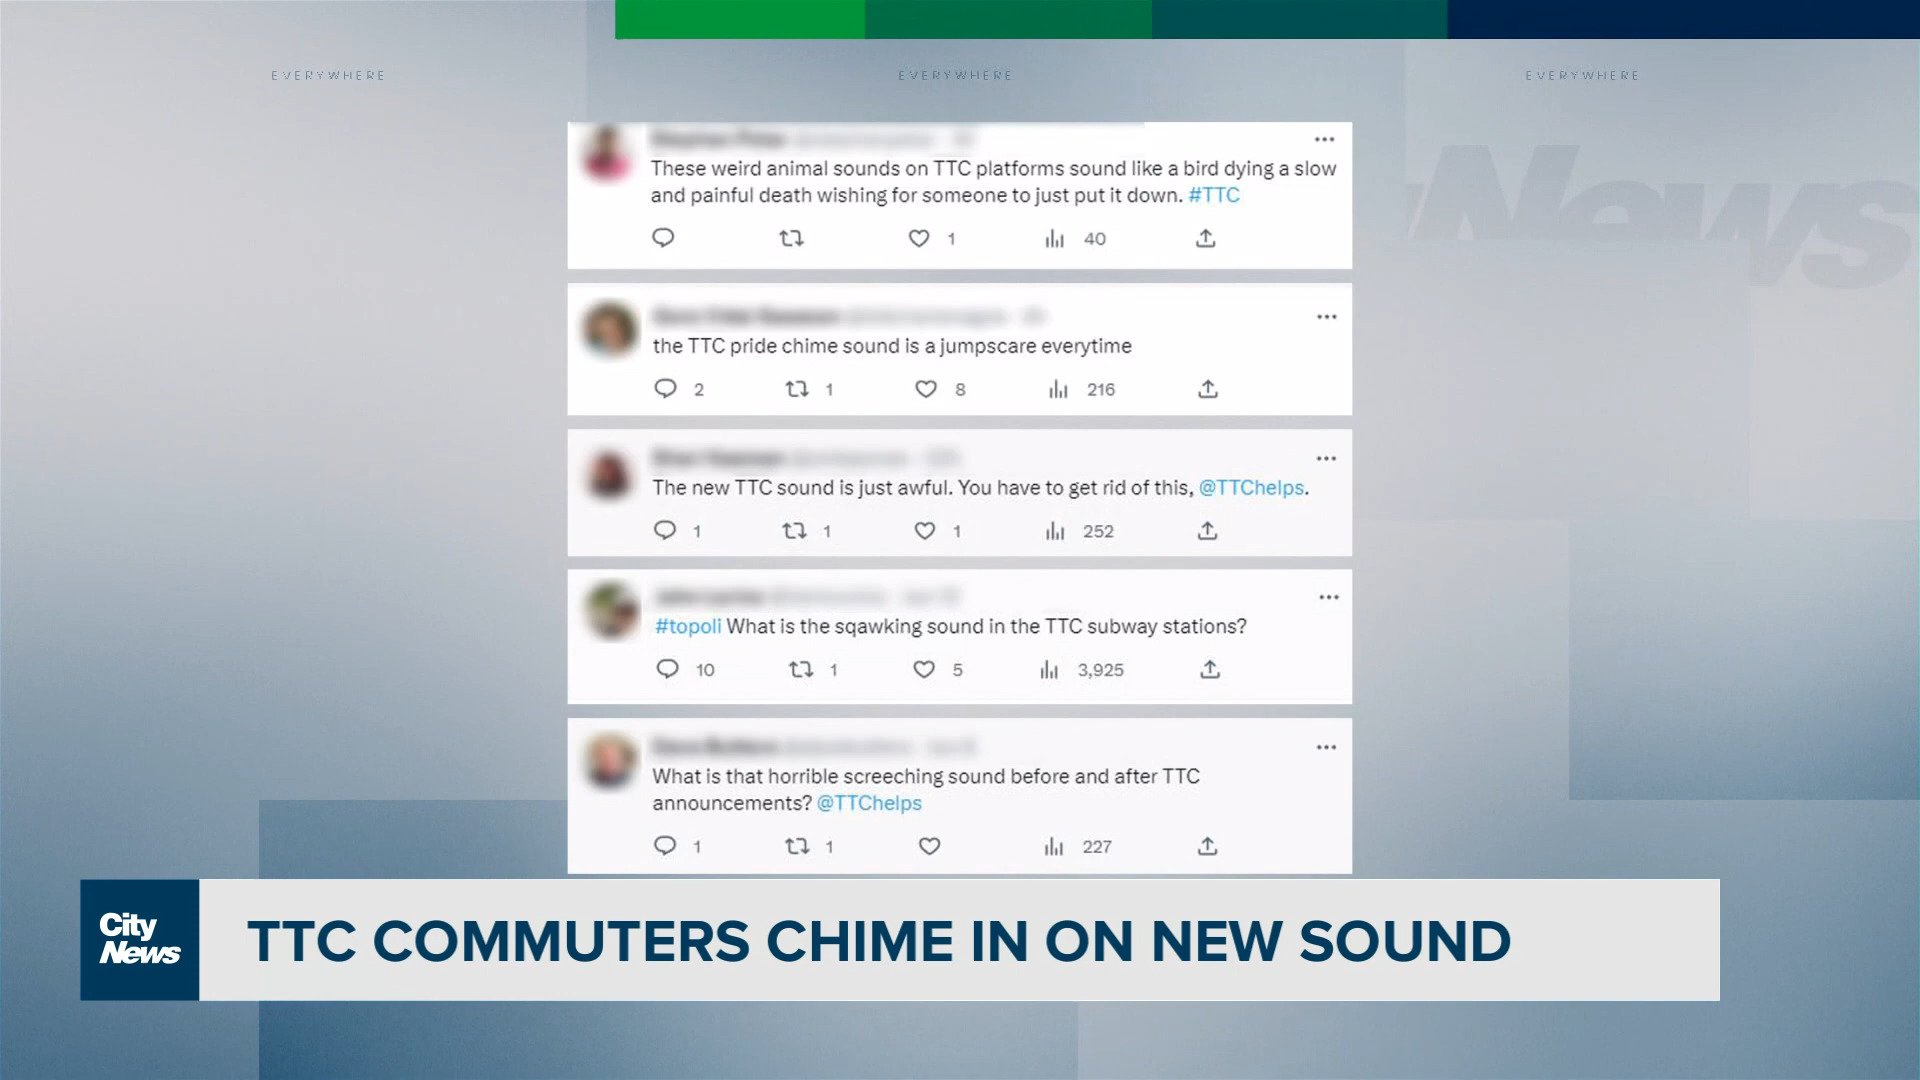 EVERYWHERE EVERYWHERE EVERYWHERE
News
These weird animal sounds on TTC platforms sound like a bird dying a slow
and painful death wishing for someone to just put it down. #TTC
1 40
the TTC pride chime sound is a jumpscare everytime
2 1 8 216
The new TTC sound is just awful. You have to get rid of this, @TTChelps.
1 1 1 252
#topoli What is the sqawking sound in the TTC subway stations?
10 1 5 3,925
What is that horrible screeching sound before and after TTC
announcements? @TTChelps
1 1 227
City
News
TTC COMMUTERS CHIME IN ON NEW SOUND